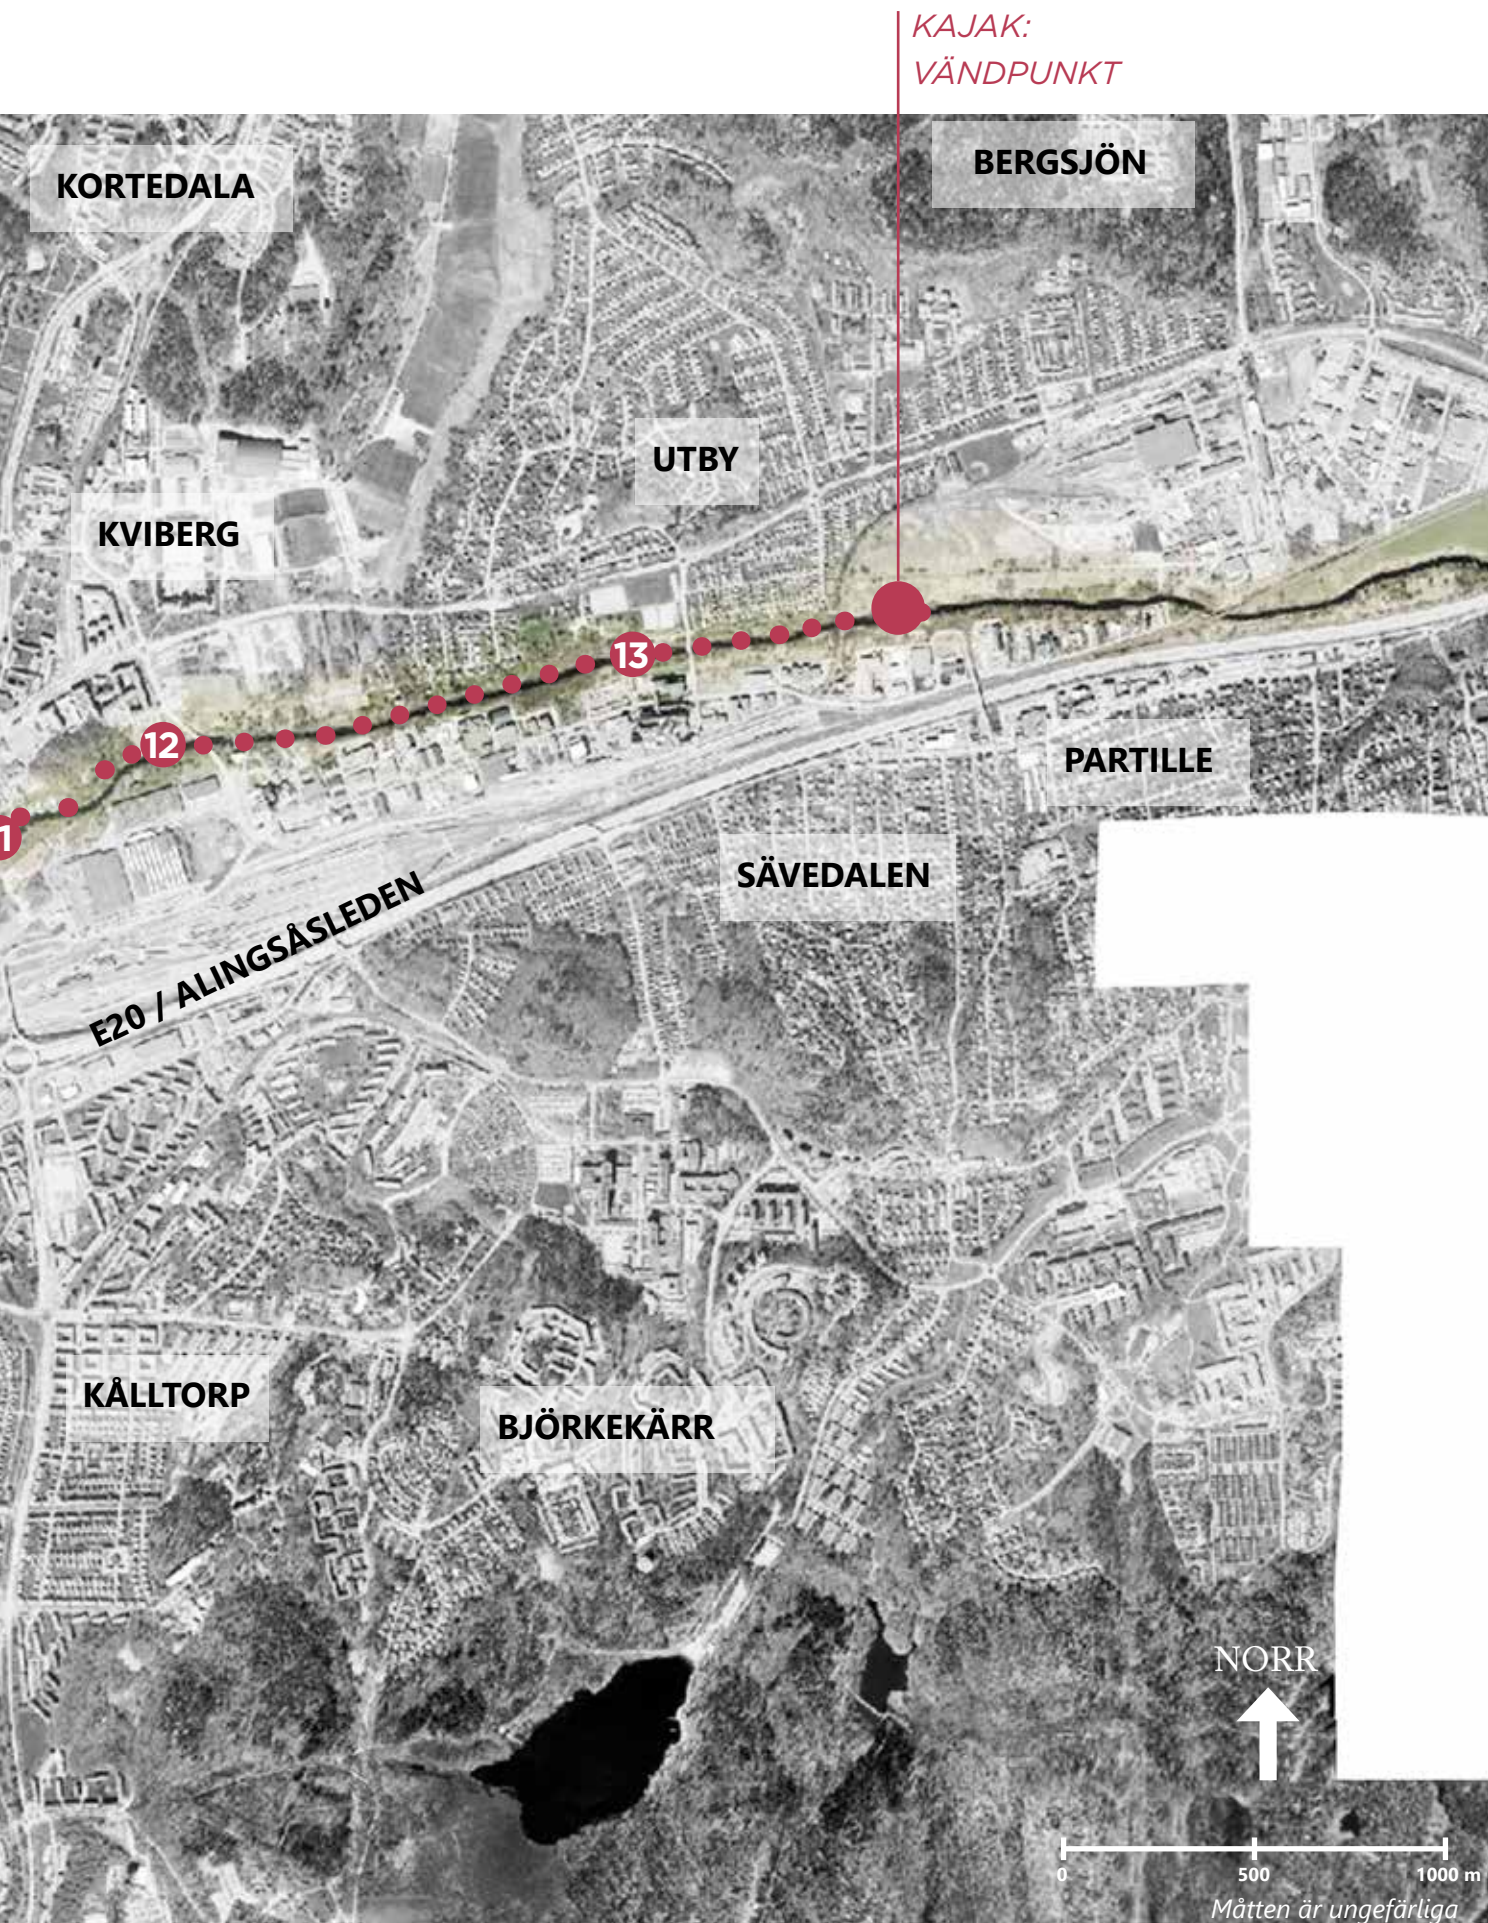 KAJAK:
VÄNDPUNKT
BERGSJÖN
KORTEDALA
UTBY
KVIBERG
13
12
PARTILLE
1
SÄVEDALEN
E20 / ALINGSÅSLEDEN
KÅLLTORP
BJÖRKEKÄRR
NORR
0 500 1000 m
Måtten är ungefärliga